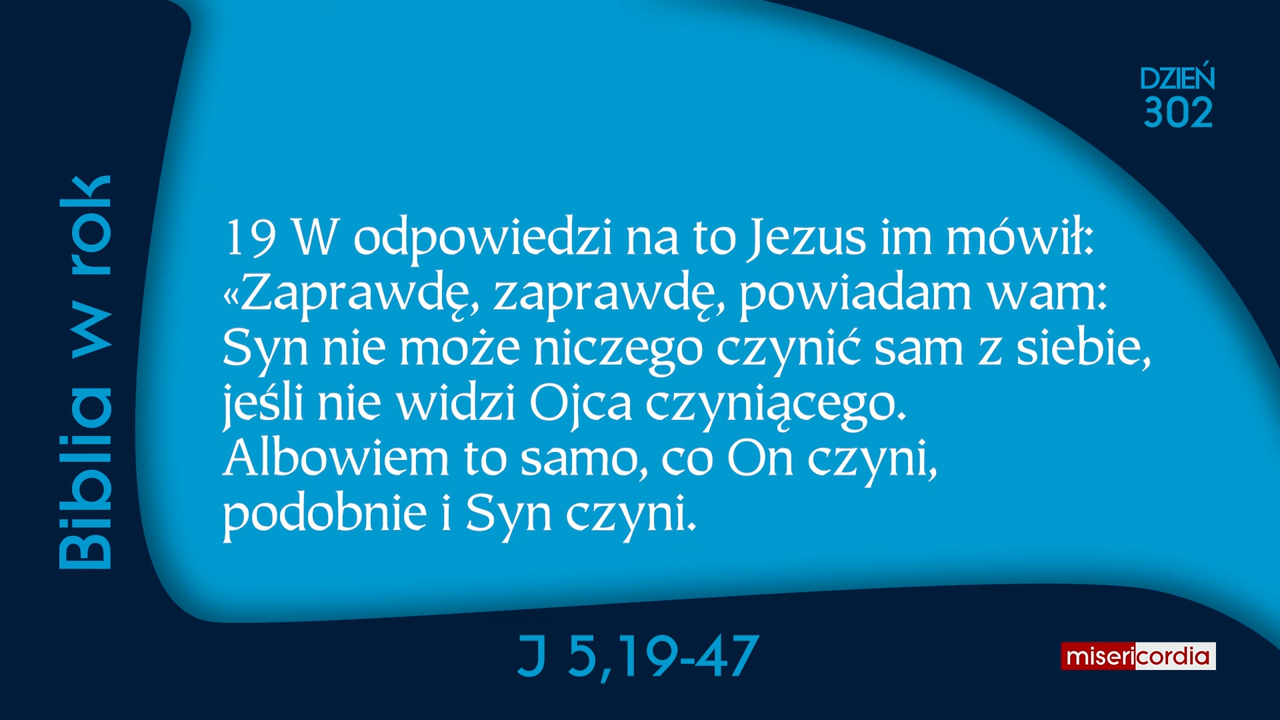 DZIEŃ
302
Biblia w rok
19 W odpowiedzi na to Jezus im mówił:
«Zaprawdę, zaprawdę, powiadam wam:
Syn nie może niczego czynić sam z siebie,
jeśli nie widzi Ojca czyniącego.
Albowiem to samo, co On czyni,
podobnie i Syn czyni.
J 5,19-47
misericordia